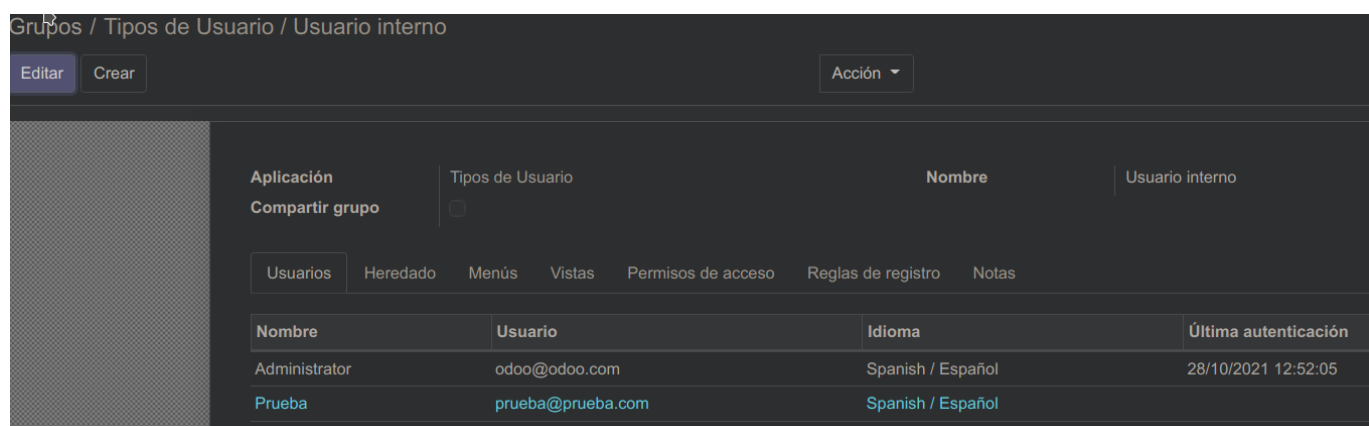 Grupos / Tipos de Usuario / Usuario interno
Editar Crear Acción
Aplicación Tipos de Usuario Nombre Usuario interno
Compartir grupo
Usuarios Heredado Menús Vistas Permisos de acceso Reglas de registro Notas
Nombre Usuario Idioma Última autenticación
Administrator odoo@odoo.com Spanish / Español 28/10/2021 12:52:05
Prueba prueba@prueba.com Spanish / Español